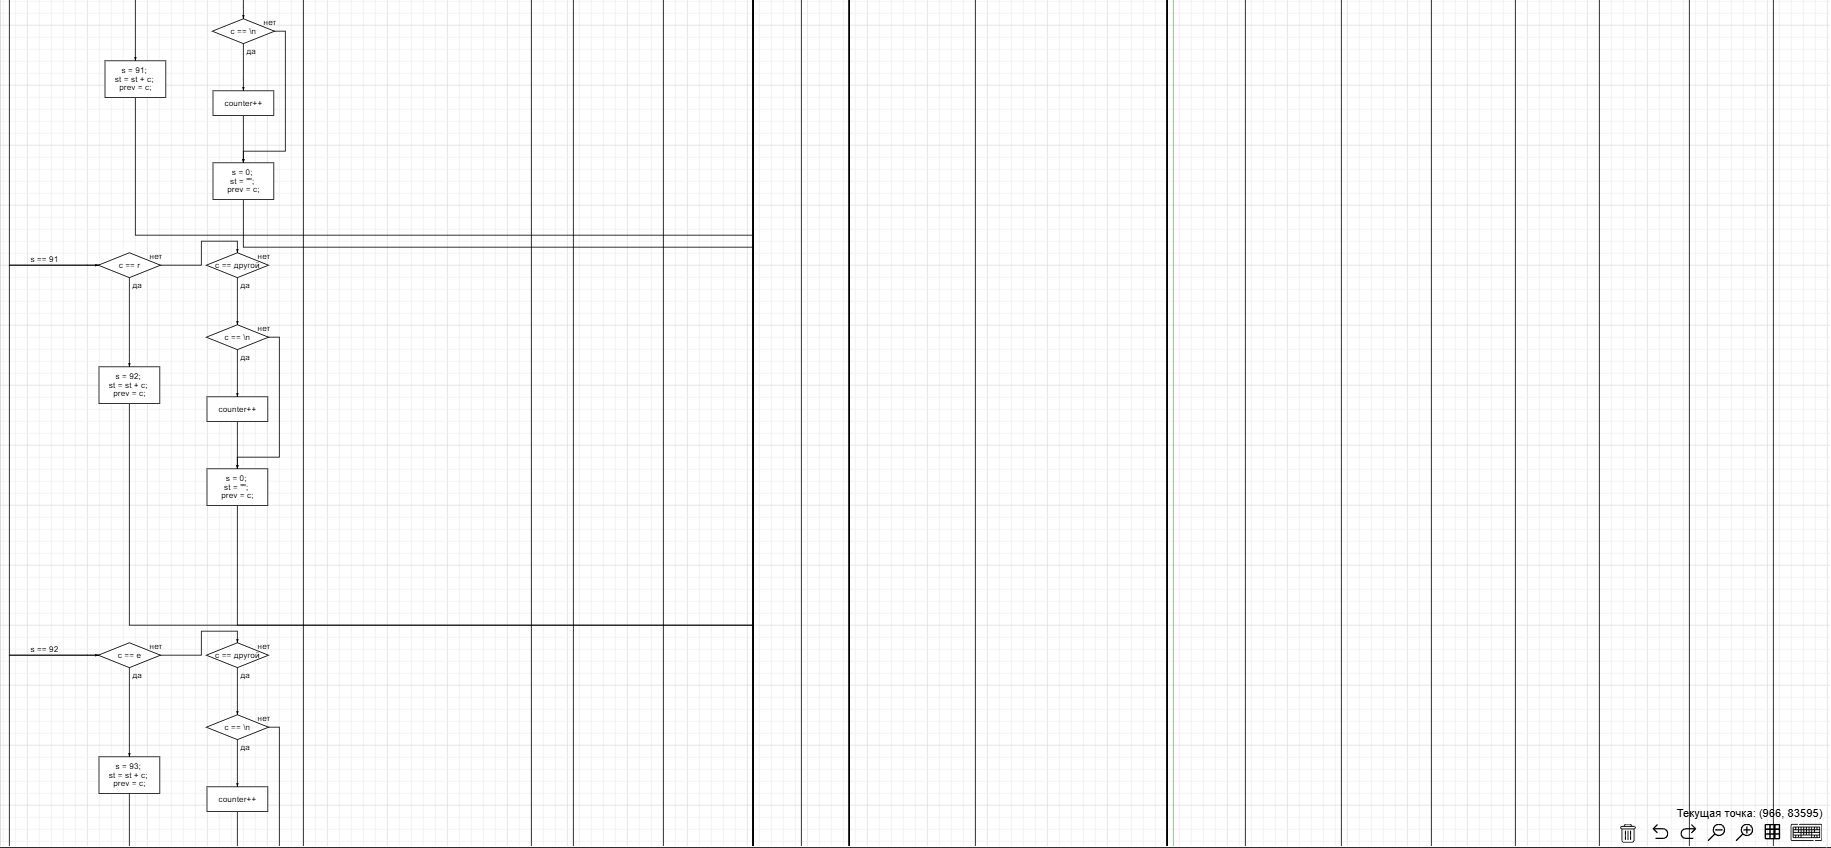 нет
c == \n
да
s = 91;
st = st + c;
prev = c;
counter++
s = 0;
st = "";
prev = c;
s == 91
c == r
нет
да
c == другой
нет
да
c == \n
нет
да
s = 92;
st = st + c;
prev = c;
counter++
s = 0;
st = "";
prev = c;
s == 92
c == e
нет
да
c == другой
нет
да
c == \n
нет
да
s = 93;
st = st + c;
prev = c;
counter++
Текущая точка: (966, 83595)